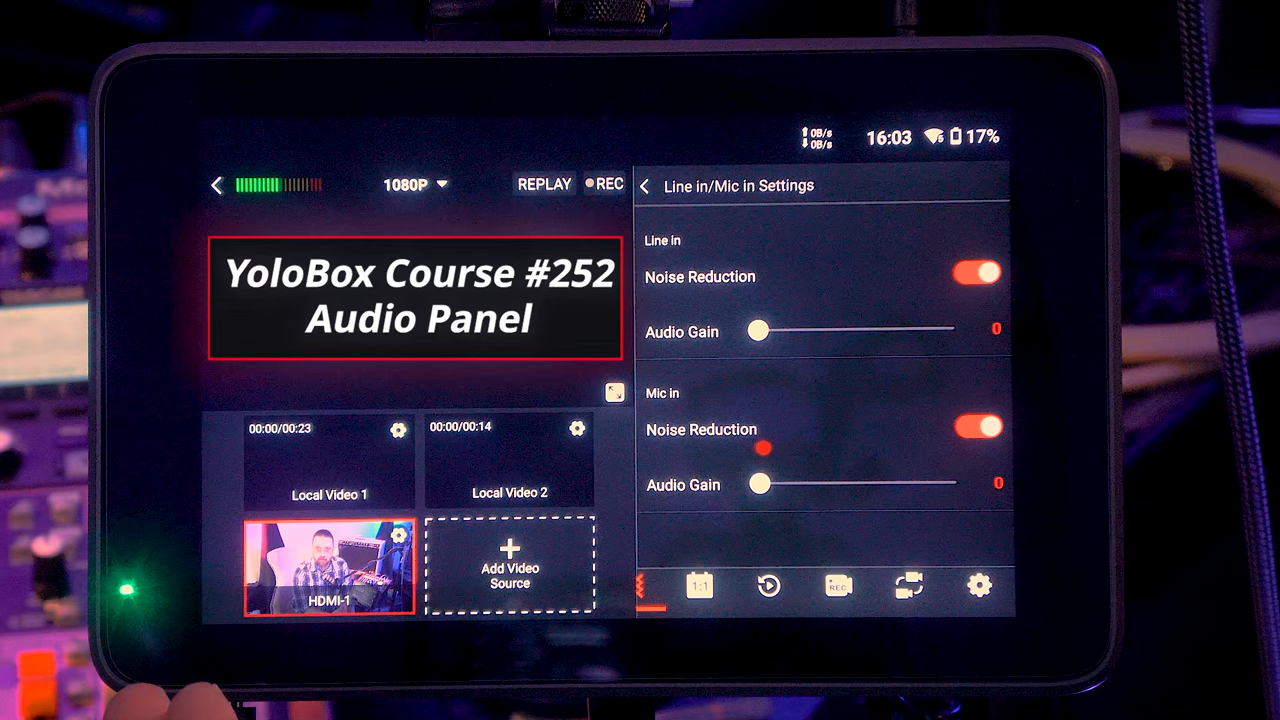 0B/s
0B/s
16:03
5
17%
1080P
REPLAY
REC
Line in/Mic in Settings
YoloBox Course #252
Audio Panel
Line in
Noise Reduction
Audio Gain
0
Mic in
Noise Reduction
Audio Gain
0
00:00/00:23
Local Video 1
00:00/00:14
Local Video 2
HDMI-1
Add Video
Source
1:1
REC